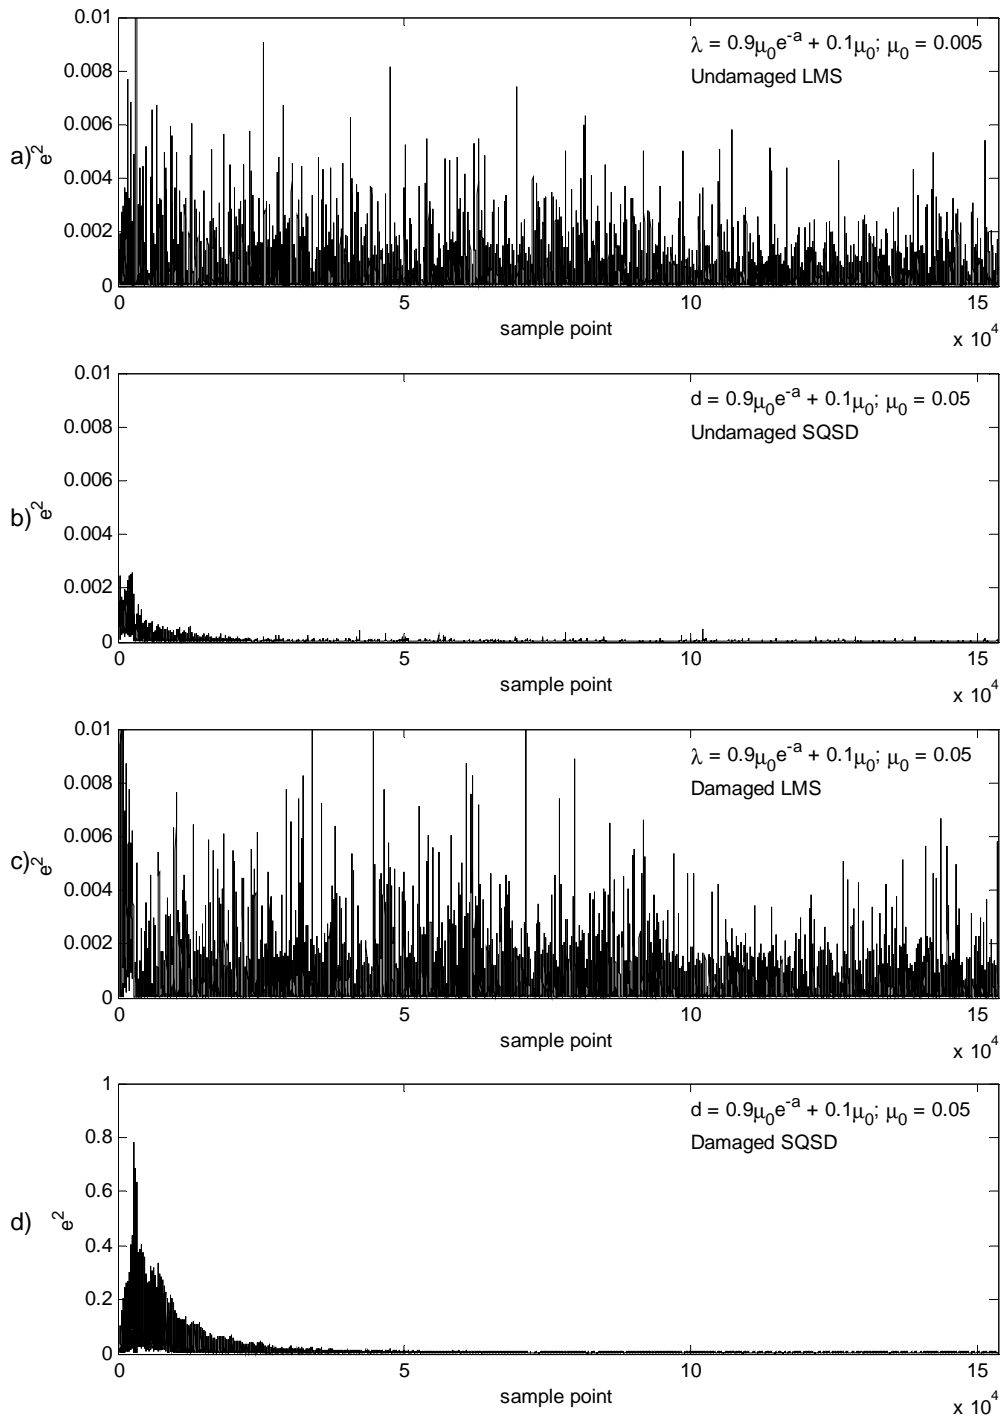 0.01
λ = 0.9μ₀e⁻ᵃ + 0.1μ₀; μ₀ = 0.005
Undamaged LMS
0.008
0.006
a) e²
0.004
0.002
0
0 5 10 15
sample point
x 10⁴
0.01
d = 0.9μ₀e⁻ᵃ + 0.1μ₀; μ₀ = 0.05
Undamaged SQSD
0.008
0.006
b) e²
0.004
0.002
0
0 5 10 15
sample point
x 10⁴
0.01
λ = 0.9μ₀e⁻ᵃ + 0.1μ₀; μ₀ = 0.05
Damaged LMS
0.008
0.006
c) e²
0.004
0.002
0
0 5 10 15
sample point
x 10⁴
1
d = 0.9μ₀e⁻ᵃ + 0.1μ₀; μ₀ = 0.05
Damaged SQSD
0.8
0.6
d) e²
0.4
0.2
0
0 5 10 15
sample point
x 10⁴